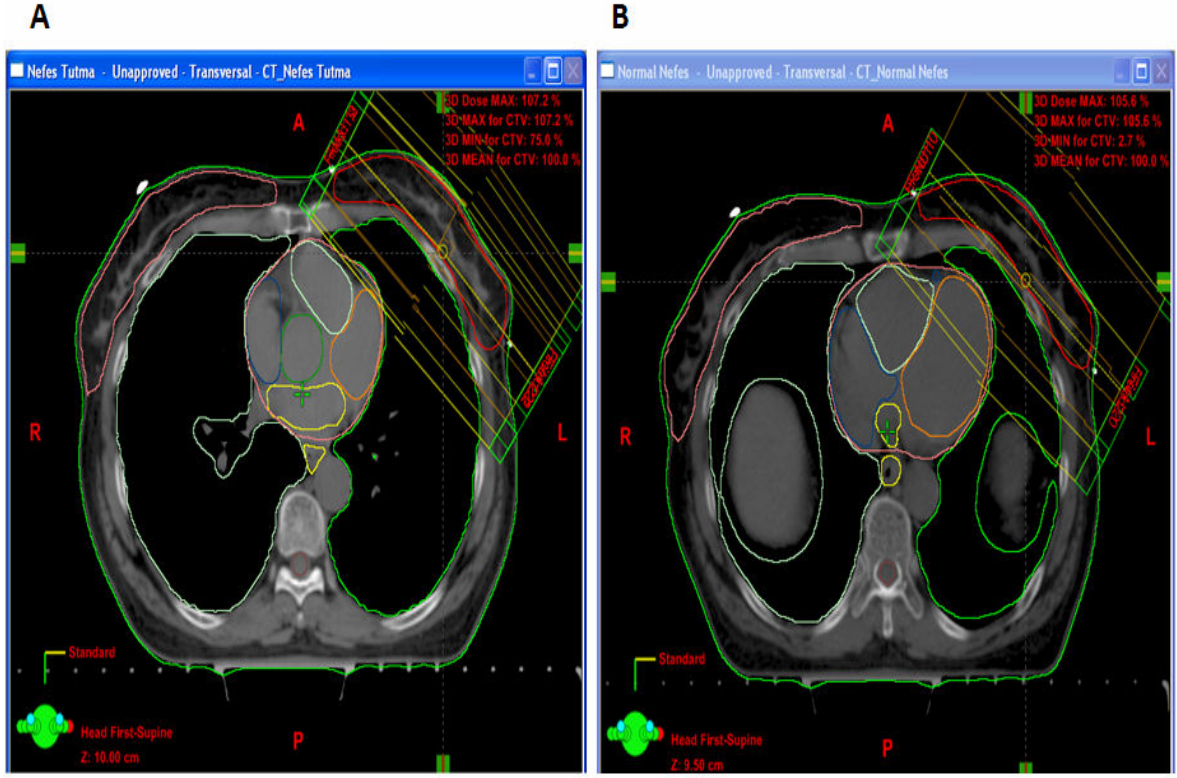 A
B
Nefes Tutma - Unapproved - Transversal - CT_Nefes Tutma
3D Dose MAX: 107.2 %
3D MAX for CTV: 107.2 %
3D MIN for CTV: 75.0 %
3D MEAN for CTV: 100.0 %
A
R
L
Standard
Head First-Supine
Z: 10.00 cm
P
Normal Nefes - Unapproved - Transversal - CT_Normal Nefes
3D Dose MAX: 105.6 %
3D MAX for CTV: 105.6 %
3D MIN for CTV: 2.7 %
3D MEAN for CTV: 100.0 %
A
R
L
Standard
Head First-Supine
Z: 9.50 cm
P